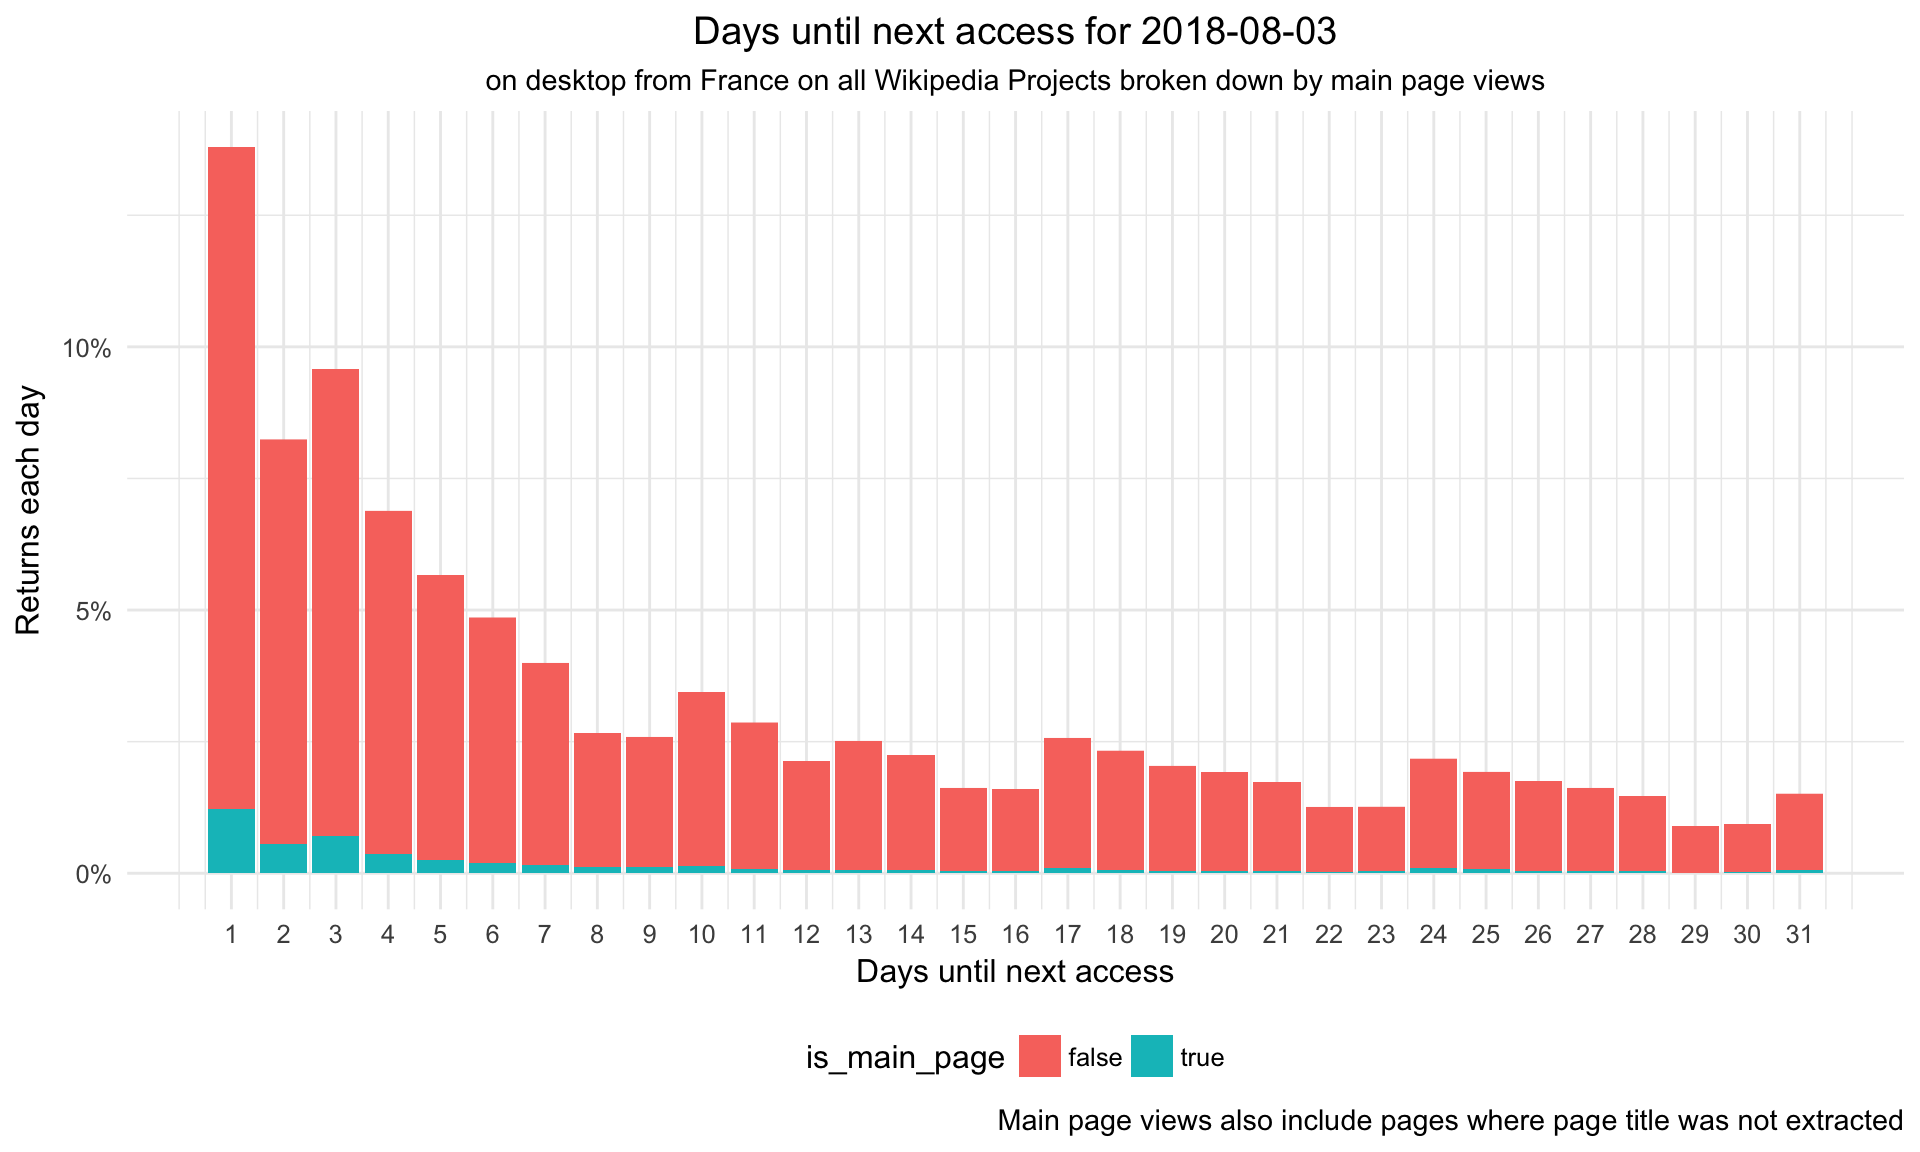 Days until next access for 2018-08-03
on desktop from France on all Wikipedia Projects broken down by main page views
Returns each day
10%
5%
0%
1 2 3 4 5 6 7 8 9 10 11 12 13 14 15 16 17 18 19 20 21 22 23 24 25 26 27 28 29 30 31
Days until next access
is_main_page false true
Main page views also include pages where page title was not extracted